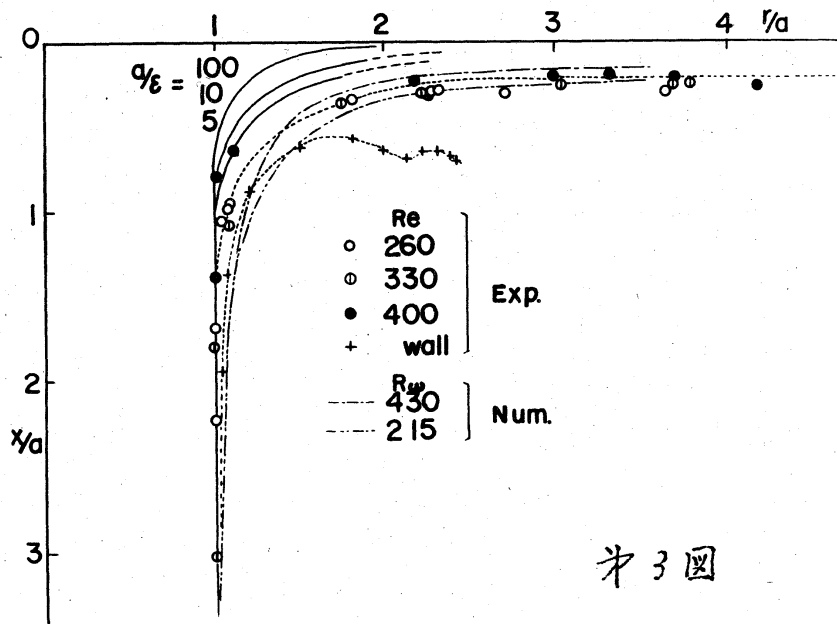 0 1 2 3 4 r/a
a/ε = 100
10
5
1
Re
○ 260
⦶ 330
● 400
+ wall
Exp.
2
Rψ
430
215
Num.
x/a
3
第3図